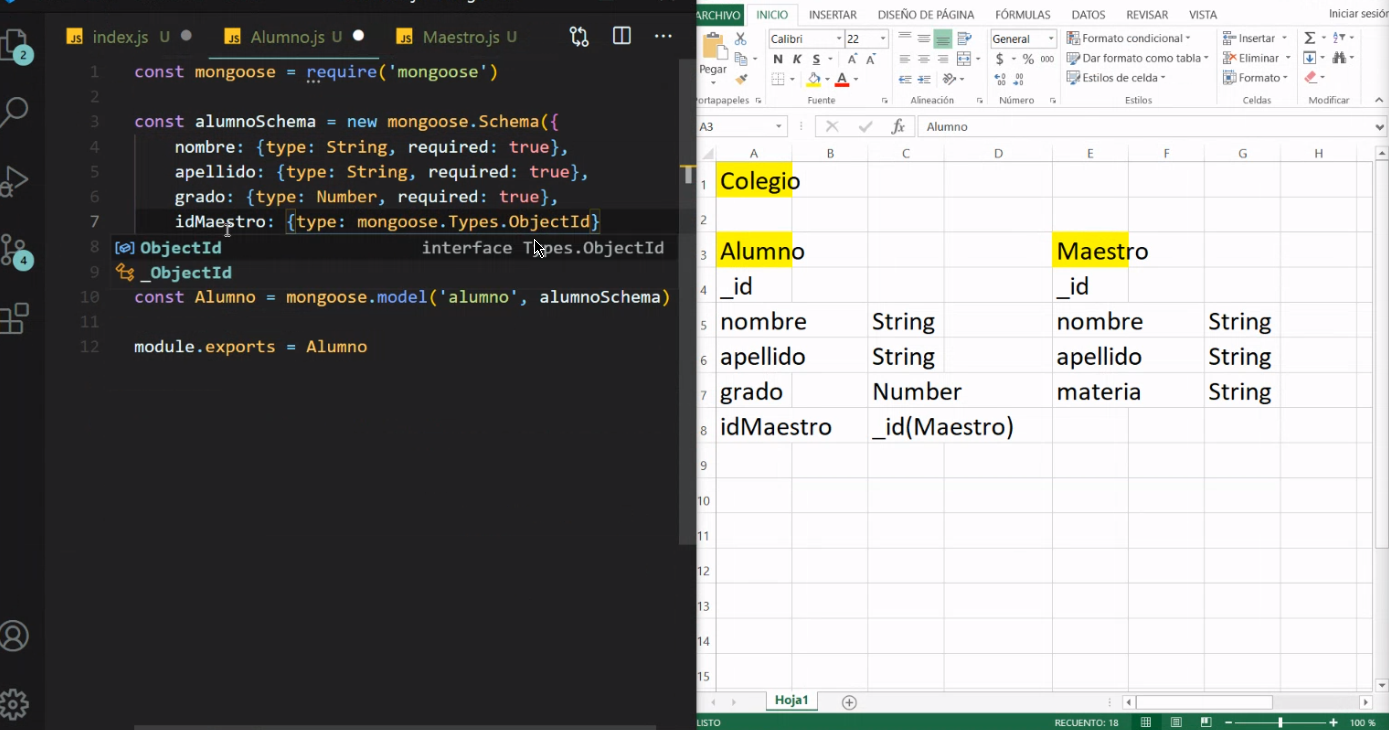 index.js U
Alumno.js U
Maestro.js U
2
4
1 const mongoose = require('mongoose')
2
3 const alumnoSchema = new mongoose.Schema({
4 nombre: {type: String, required: true},
5 apellido: {type: String, required: true},
6 grado: {type: Number, required: true},
7 idMaestro: {type: mongoose.Types.ObjectId}
8 ObjectId interface Types.ObjectId
9 _ObjectId
10 const Alumno = mongoose.model('alumno', alumnoSchema)
11
12 module.exports = Alumno
ARCHIVO INICIO INSERTAR DISEÑO DE PÁGINA FÓRMULAS DATOS REVISAR VISTA Iniciar sesión
Pegar
Calibri 22
N K S
General
$ % 000
Formato condicional
Dar formato como tabla
Estilos de celda
Insertar
Eliminar
Formato
ortapapeles Fuente Alineación Número Estilos Celdas Modificar
A3 fx Alumno
A B C D E F G H
1 Colegio
2
3 Alumno Maestro
4 _id _id
5 nombre String nombre String
6 apellido String apellido String
7 grado Number materia String
8 idMaestro _id(Maestro)
9
10
11
12
13
14
15
Hoja1
LISTO RECUENTO: 18 100 %